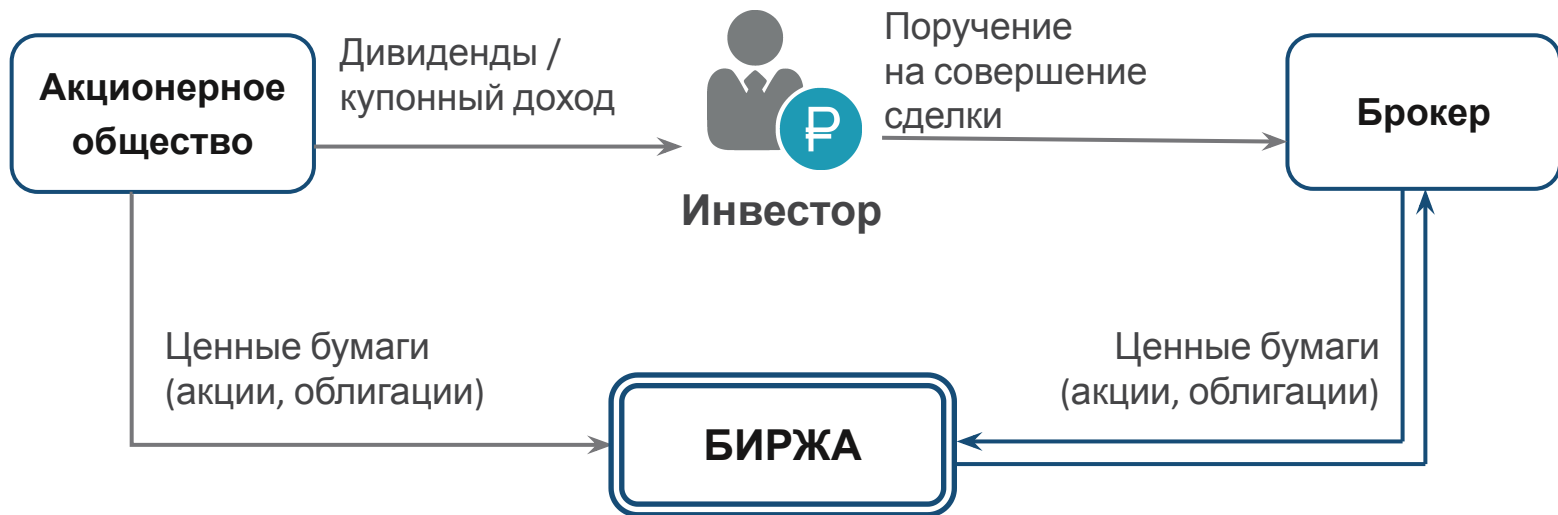 Акционерное
общество
Дивиденды /
купонный доход
₽
Инвестор
Поручение
на совершение
сделки
Брокер
Ценные бумаги
(акции, облигации)
БИРЖА
Ценные бумаги
(акции, облигации)